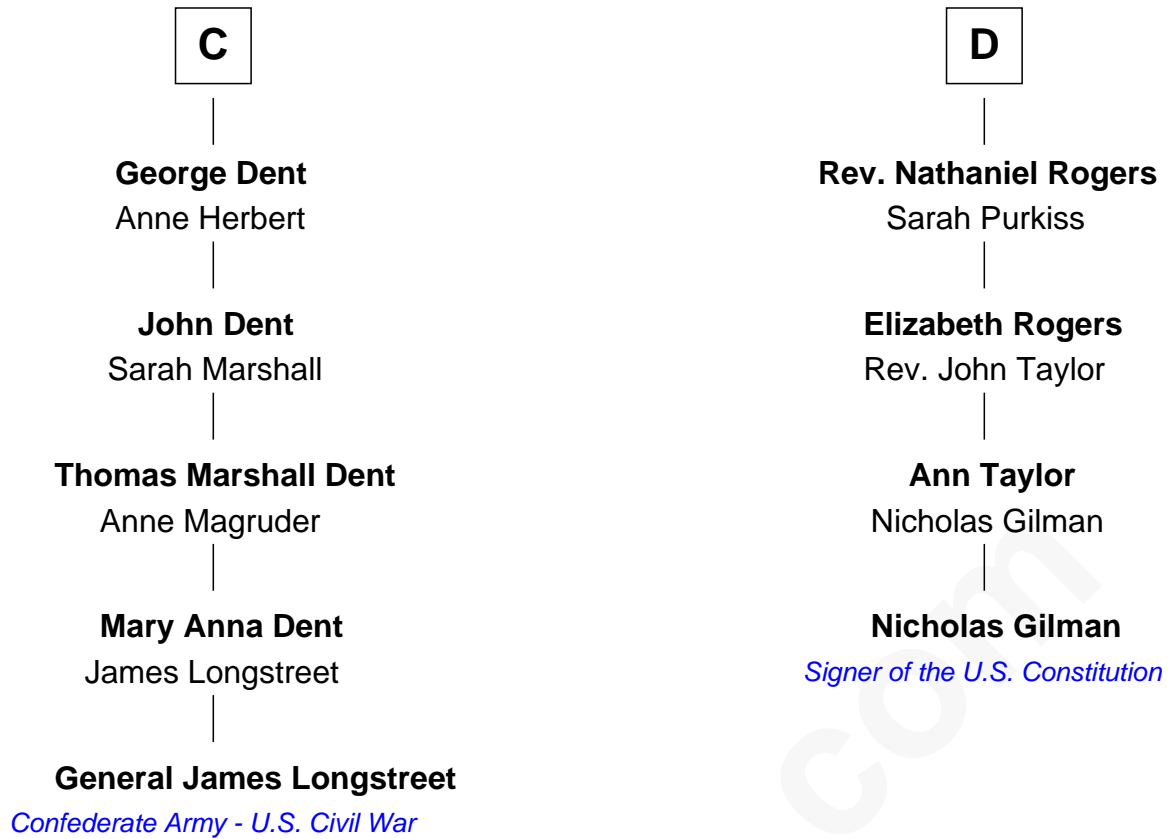 C
George Dent
Anne Herbert
John Dent
Sarah Marshall
Thomas Marshall Dent
Anne Magruder
Mary Anna Dent
James Longstreet
General James Longstreet
Confederate Army - U.S. Civil War
D
Rev. Nathaniel Rogers
Sarah Purkiss
Elizabeth Rogers
Rev. John Taylor
Ann Taylor
Nicholas Gilman
Nicholas Gilman
Signer of the U.S. Constitution
com